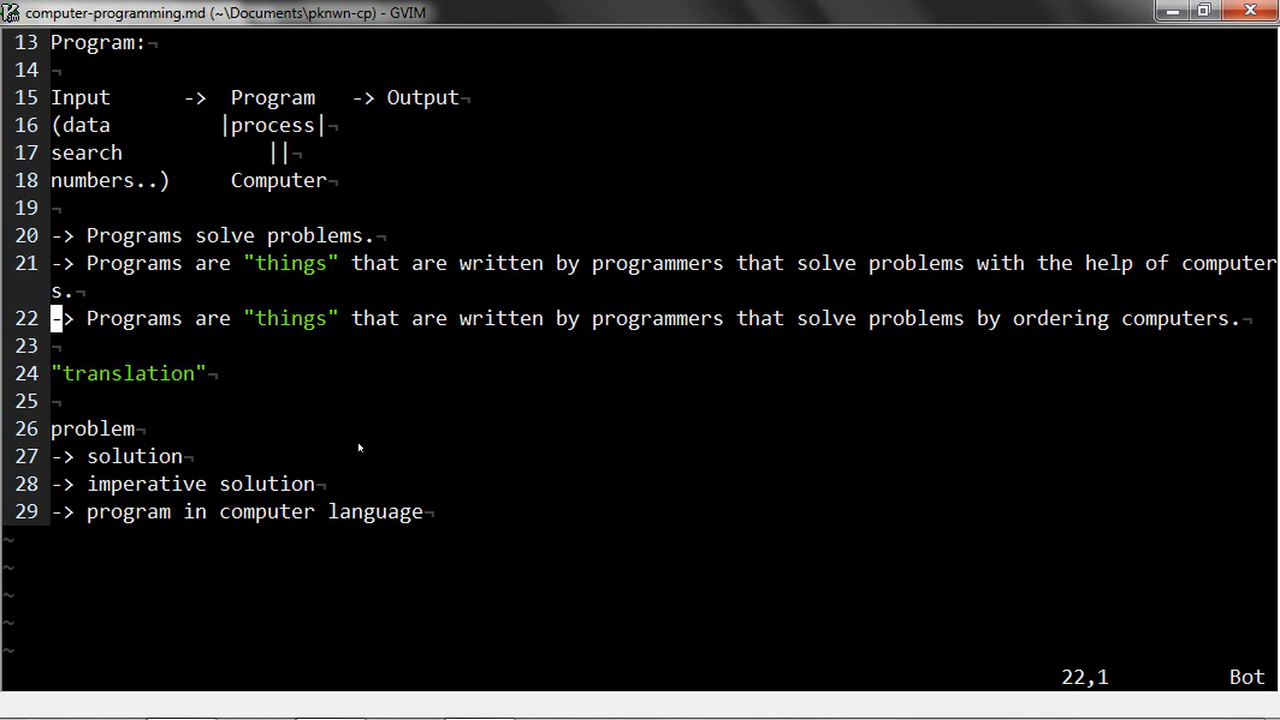 computer-programming.md (~\Documents\pknwn-cp) - GVIM
13 Program:¬
14 ¬
15 Input      ->  Program   -> Output¬
16 (data         |process|¬
17 search            ||¬
18 numbers..)     Computer¬
19 ¬
20 -> Programs solve problems.¬
21 -> Programs are "things" that are written by programmers that solve problems with the help of computer
s.¬
22 -> Programs are "things" that are written by programmers that solve problems by ordering computers.¬
23 ¬
24 "translation"¬
25 ¬
26 problem¬
27 -> solution¬
28 -> imperative solution¬
29 -> program in computer language¬
~
~
~
~
~
22,1 Bot